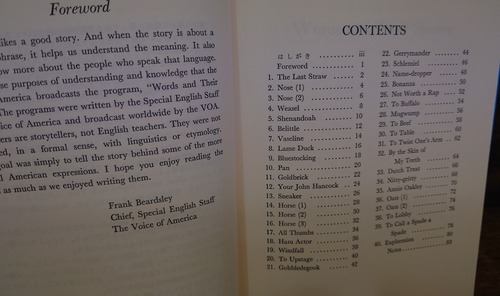 Foreword
ikes a good story. And when the story is about a
phrase, it helps us understand the meaning. It also
ow more about the people who speak that language.
se purposes of understanding and knowledge that the
America broadcasts the program, "Words and Their
The programs were written by the Special English Staff
ice of America and broadcast worldwide by the VOA.
ers are storytellers, not English teachers. They were not
ed, in a formal sense, with linguistics or etymology.
goal was simply to tell the story behind some of the more
l American expressions. I hope you enjoy reading the
s as much as we enjoyed writing them.
Frank Beardsley
Chief, Special English Staff
The Voice of America
CONTENTS
はしがき ............ iii
Foreword ............ 1
1. The Last Straw ............ 2
2. Nose (1) ............ 4
3. Nose (2) ............ 6
4. Weasel ............ 8
5. Shenandoah ............ 10
6. Belittle ............ 12
7. Vaseline ............ 14
8. Lame Duck ............ 16
9. Bluestocking ............ 18
10. Pan ............ 20
11. Goldbrick ............ 22
12. Your John Hancock ............ 24
13. Sneaker ............ 26
14. Horse (1) ............ 28
15. Horse (2) ............ 30
16. Horse (3) ............ 32
17. All Thumbs ............ 34
18. Ham Actor ............ 36
19. Windfall ............ 38
20. To Upstage ............ 40
21. Gobbledegook ............ 42
22. Gerrymander ............ 44
23. Schlemiel ............ 46
24. Name-dropper ............ 48
25. Bonanza ............ 50
26. Not Worth a Rap ............ 52
27. To Buffalo ............ 54
28. Mugwump ............ 56
29. To Beef ............ 58
30. To Table ............ 60
31. To Twist One's Arm ............ 62
32. By the Skin of
My Teeth ............ 64
33. Dutch Treat ............ 66
34. Nitty-gritty ............ 68
35. Annie Oakley ............ 70
36. Gam (1) ............ 72
37. Gam (2) ............ 74
38. To Lobby ............ 76
39. To Call a Spade a
Spade ............ 78
40. Euphemism ............ 80
Notes ............ 83